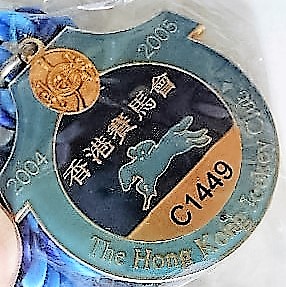 2004
2005
香港賽馬會
C1449
The Hong Kong Jockey Club